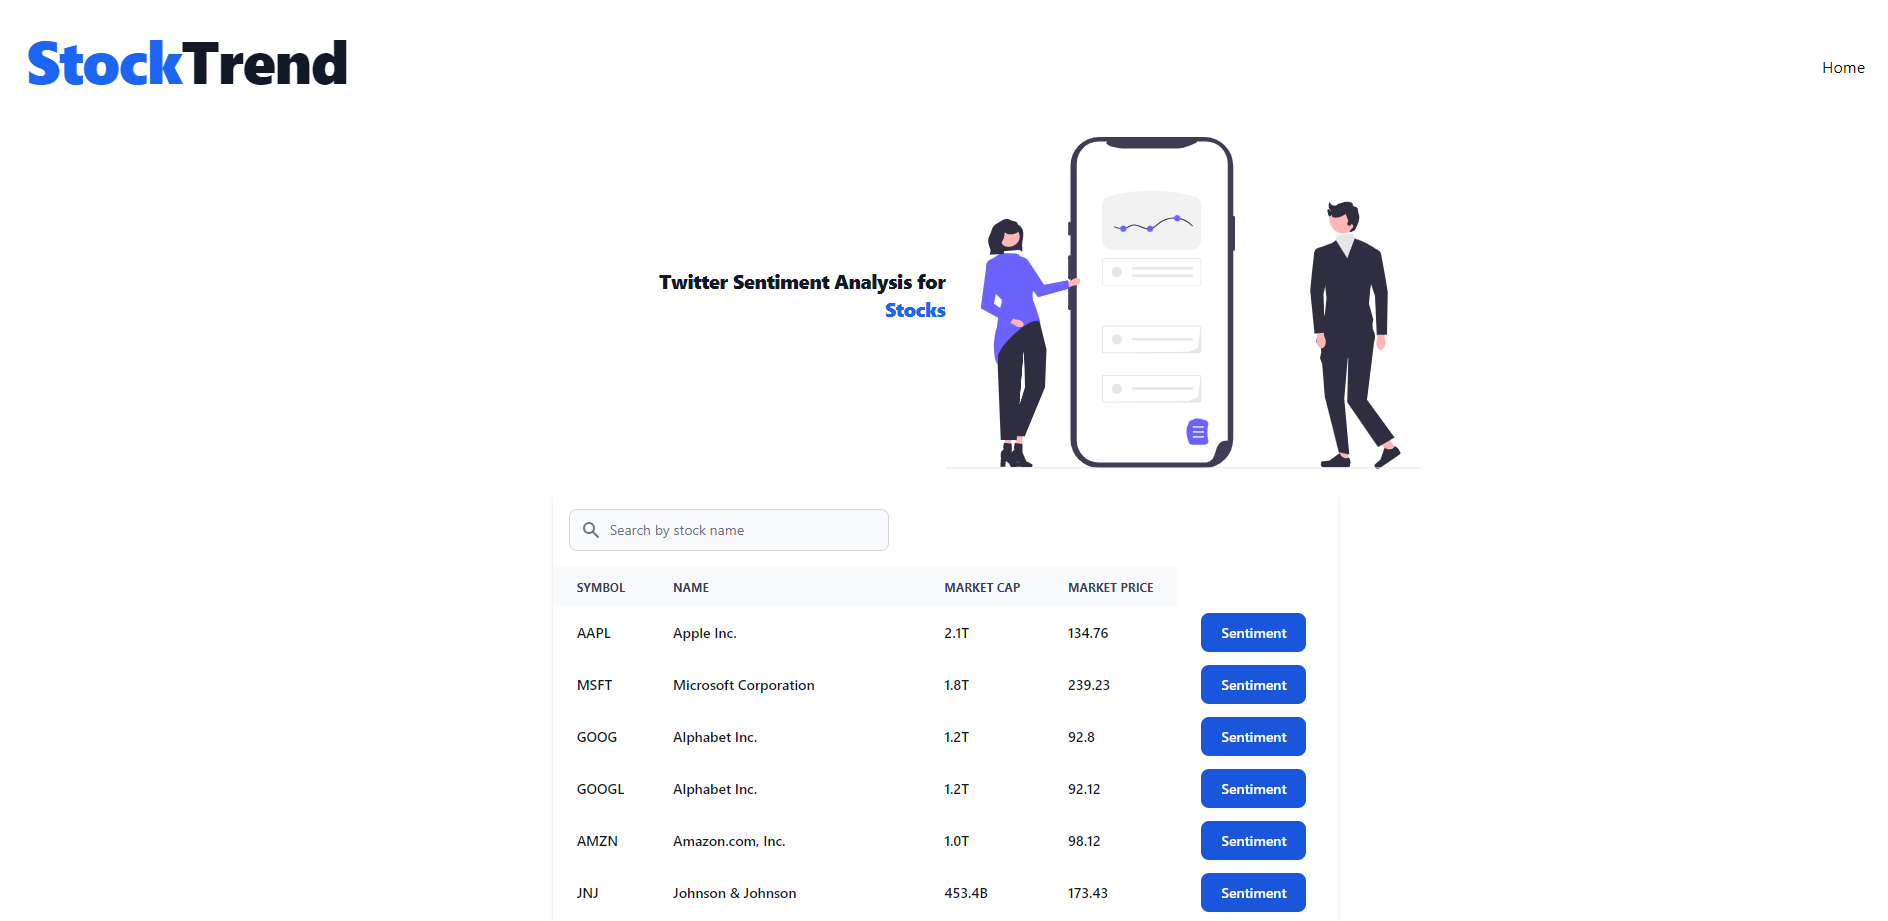 StockTrend
Home
Twitter Sentiment Analysis for
Stocks
Search by stock name
SYMBOL NAME MARKET CAP MARKET PRICE
AAPL Apple Inc. 2.1T 134.76 Sentiment
MSFT Microsoft Corporation 1.8T 239.23 Sentiment
GOOG Alphabet Inc. 1.2T 92.8 Sentiment
GOOGL Alphabet Inc. 1.2T 92.12 Sentiment
AMZN Amazon.com, Inc. 1.0T 98.12 Sentiment
JNJ Johnson & Johnson 453.4B 173.43 Sentiment